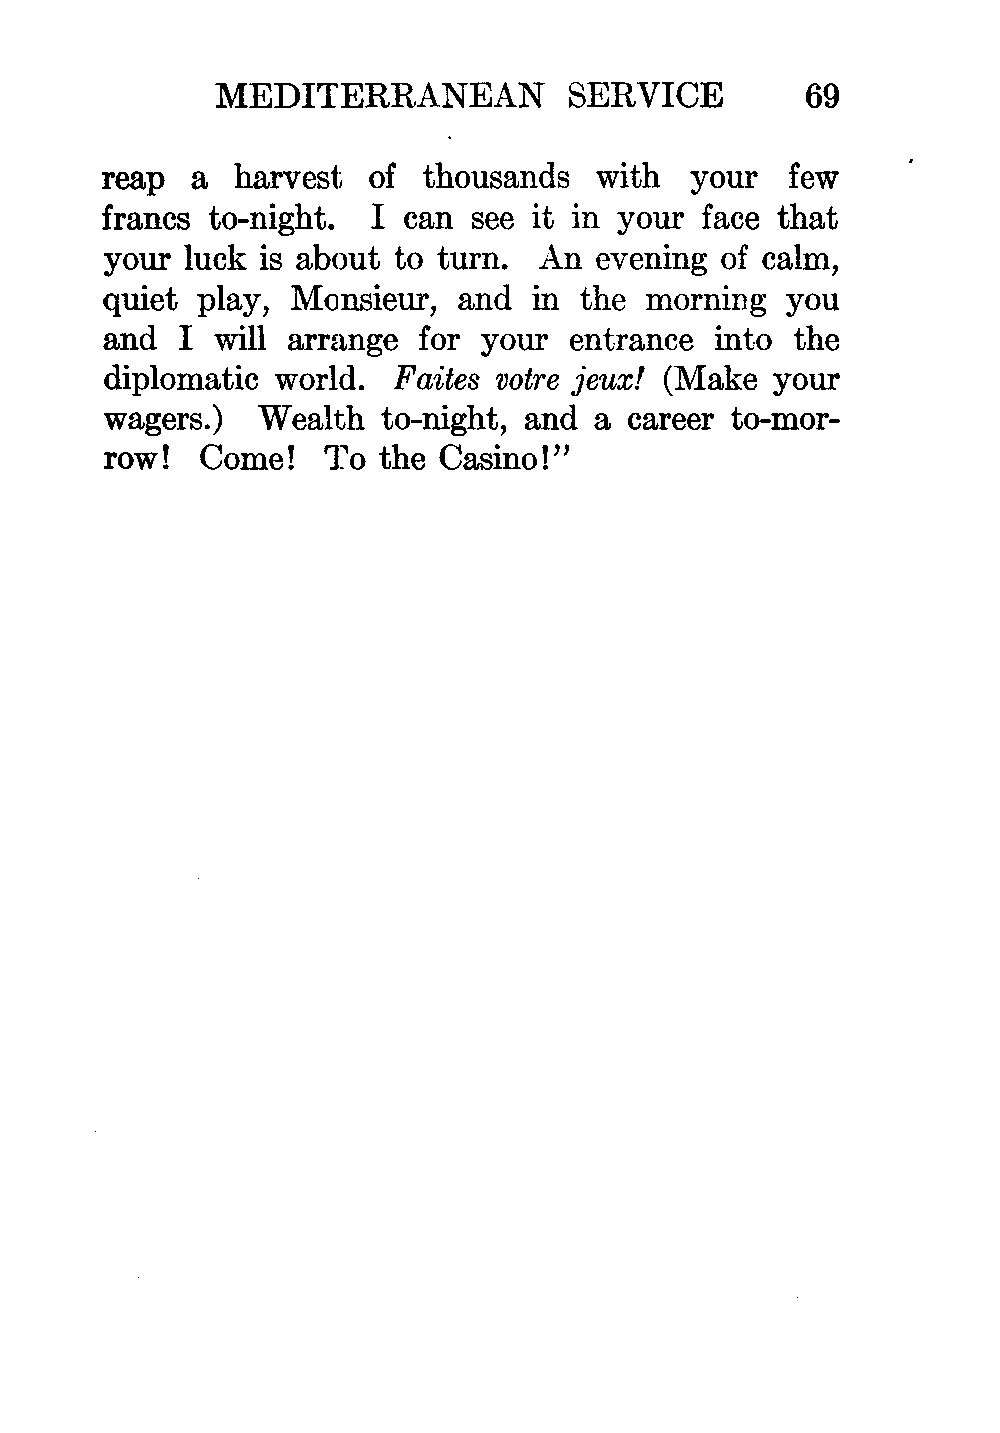 MEDITERRANEAN SERVICE 69
reap a harvest of thousands with your few
francs to-night. I can see it in your face that
your luck is about to turn. An evening of calm,
quiet play, Monsieur, and in the morning you
and I will arrange for your entrance into the
diplomatic world. Faites votre jeux! (Make your
wagers.) Wealth to-night, and a career to-mor-
row! Come! To the Casino!"